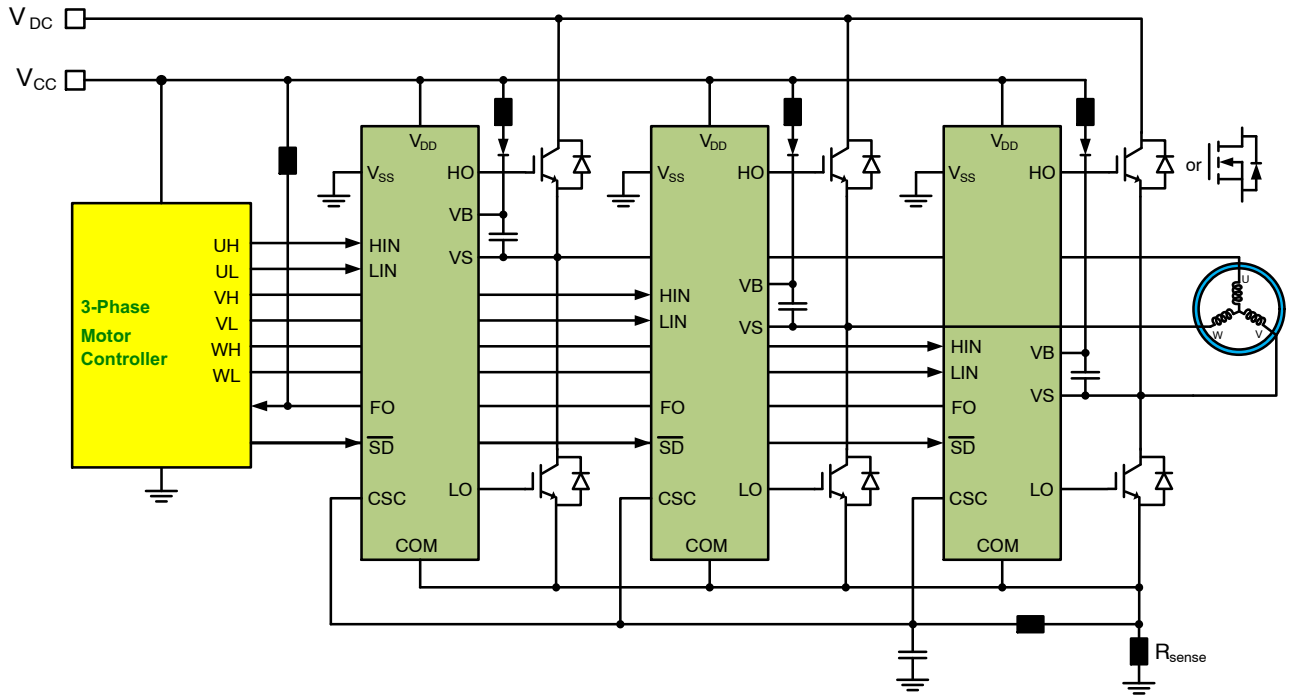 V DC
V CC
3-Phase
Motor
Controller
UH
UL
VH
VL
WH
WL
VDD
VSS
HO
VB
HIN
VS
LIN
FO
SD
LO
CSC
COM
VDD
VSS
HO
VB
HIN
VS
LIN
FO
SD
LO
CSC
COM
VDD
VSS
HO
HIN
VB
LIN
VS
FO
SD
LO
CSC
COM
or
U
W
V
Rsense